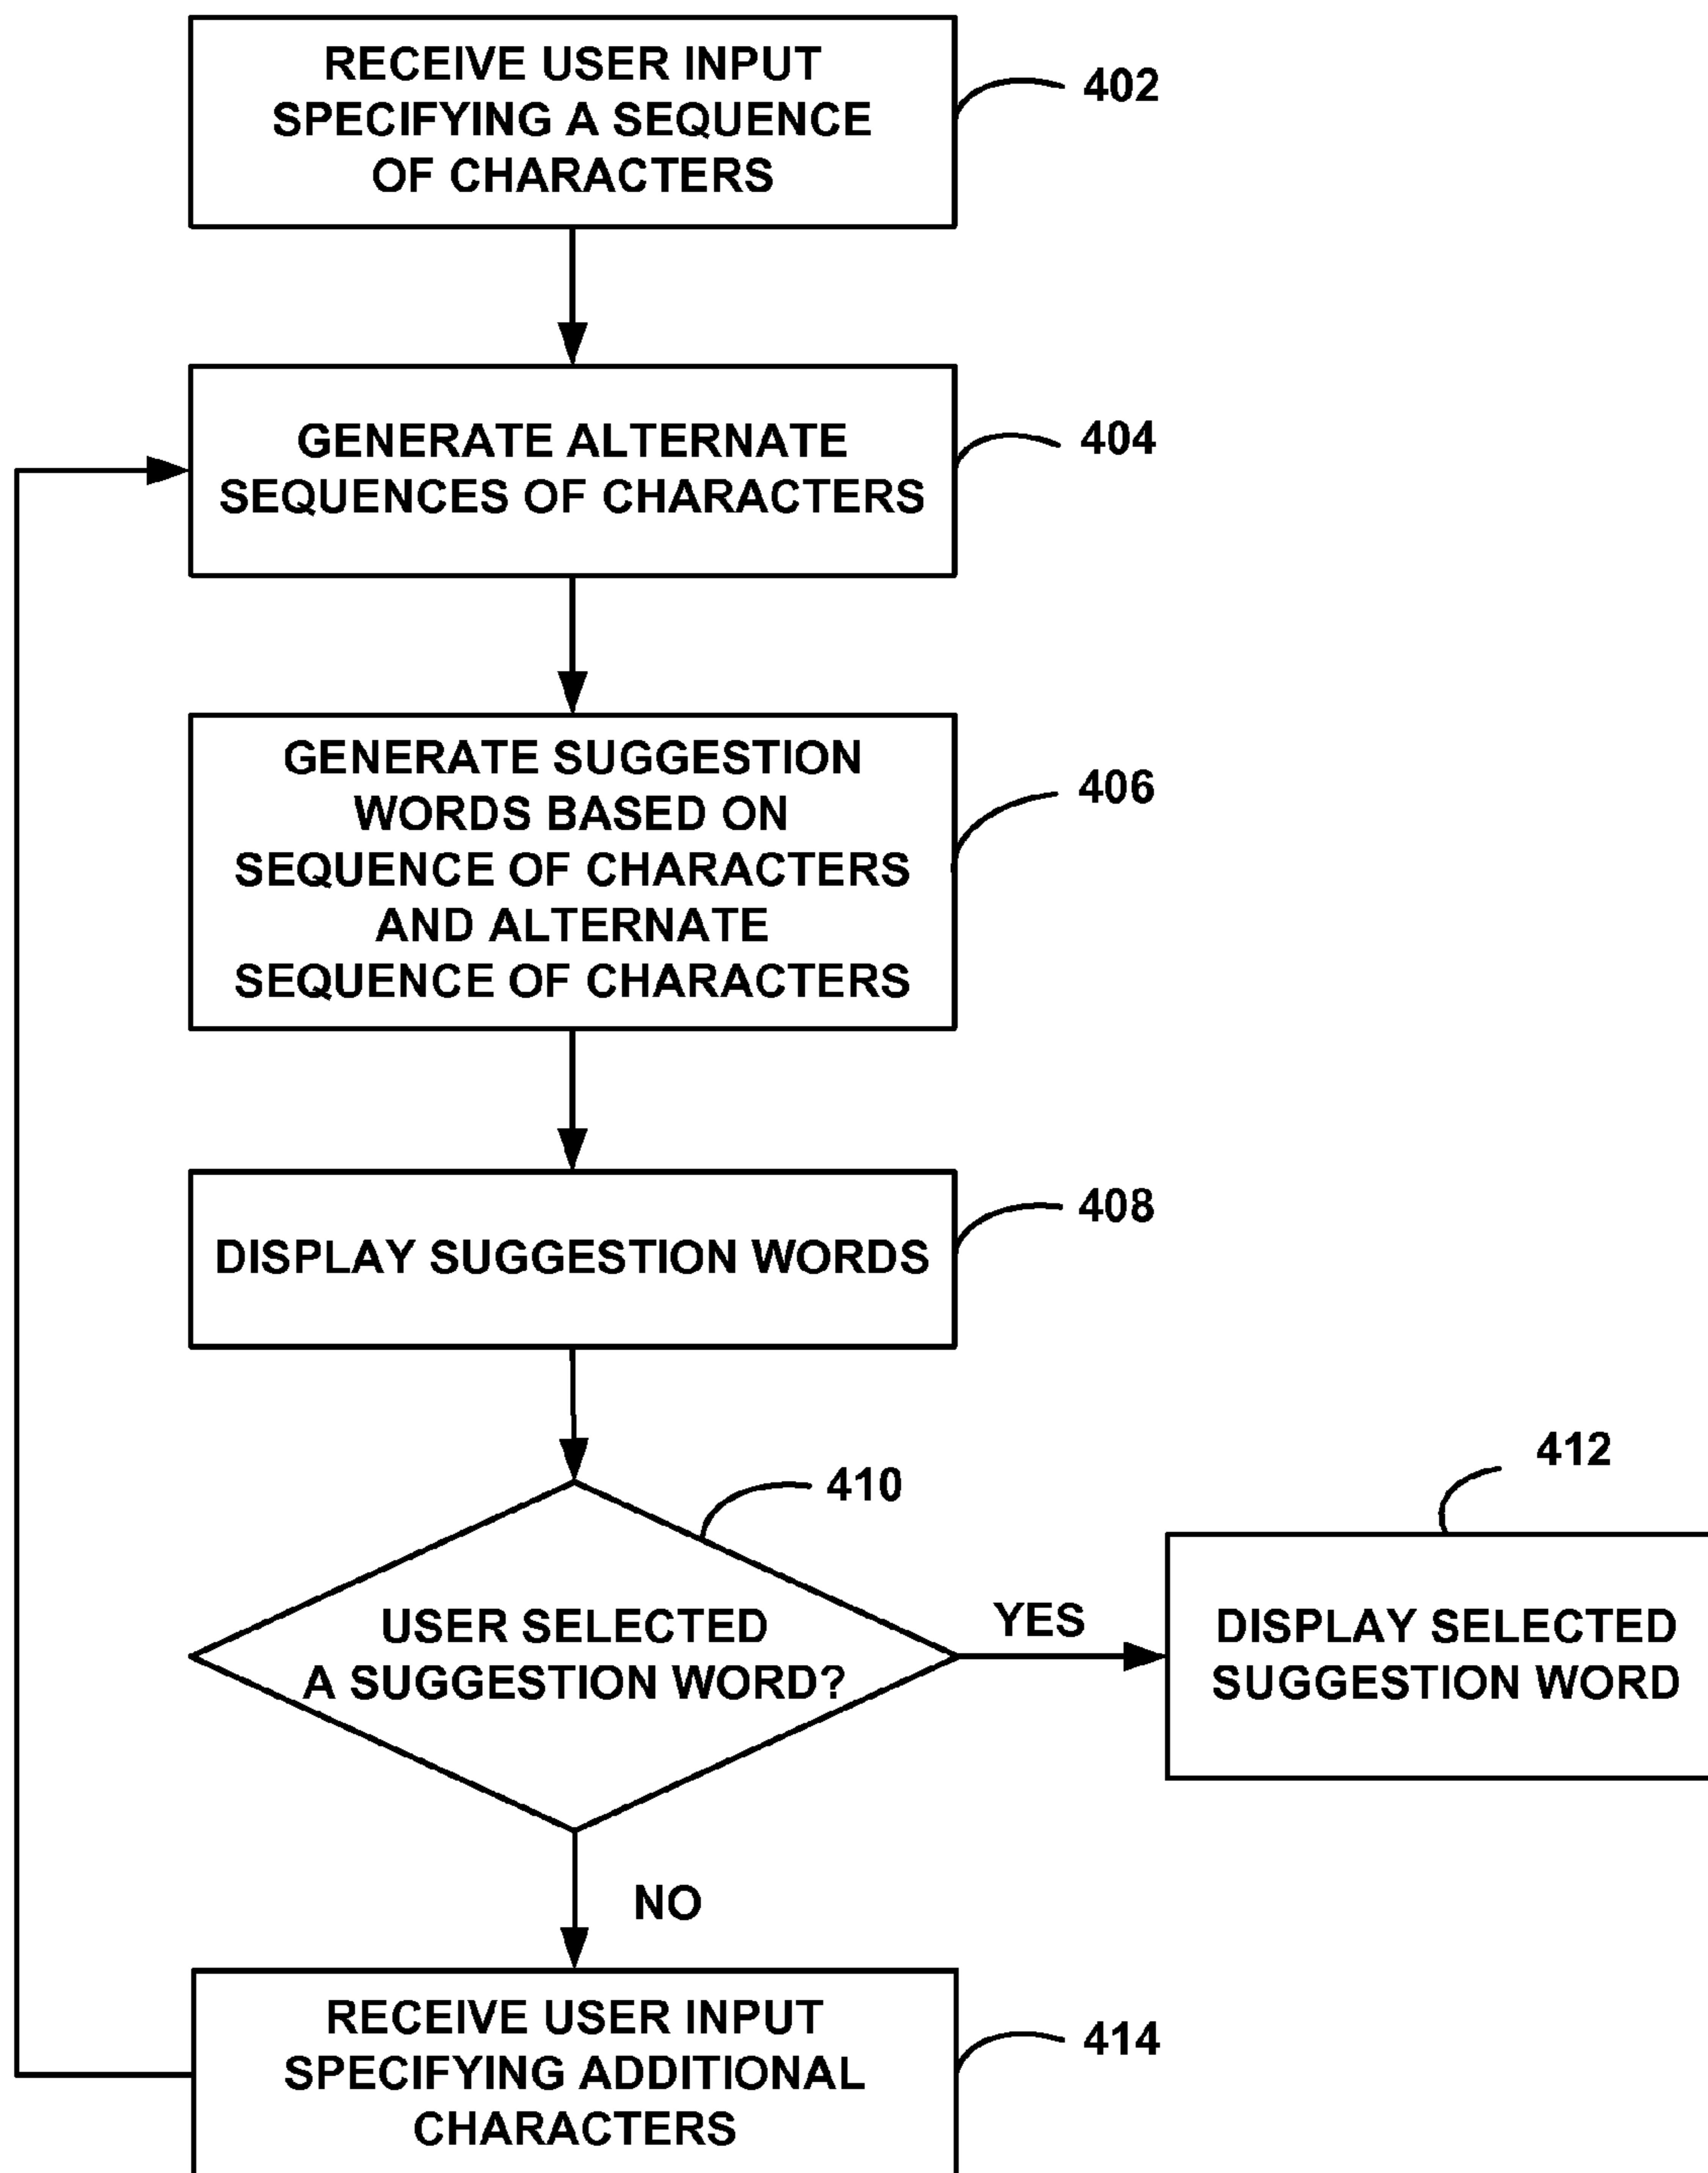 RECEIVE USER INPUT
SPECIFYING A SEQUENCE
OF CHARACTERS
402
GENERATE ALTERNATE
SEQUENCES OF CHARACTERS
404
GENERATE SUGGESTION
WORDS BASED ON
SEQUENCE OF CHARACTERS
AND ALTERNATE
SEQUENCE OF CHARACTERS
406
DISPLAY SUGGESTION WORDS
408
USER SELECTED
A SUGGESTION WORD?
410
YES
DISPLAY SELECTED
SUGGESTION WORD
412
NO
RECEIVE USER INPUT
SPECIFYING ADDITIONAL
CHARACTERS
414